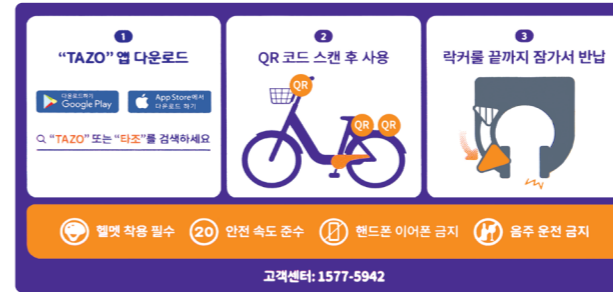 1
“TAZO” 앱 다운로드
다운로드하기
Google Play
App Store에서
다운로드 하기
“TAZO” 또는 “타조”를 검색하세요
2
QR 코드 스캔 후 사용
QR
QR QR
3
락커를 끝까지 잠가서 반납
헬멧 착용 필수
20 안전 속도 준수
핸드폰 이어폰 금지
음주 운전 금지
고객센터: 1577-5942